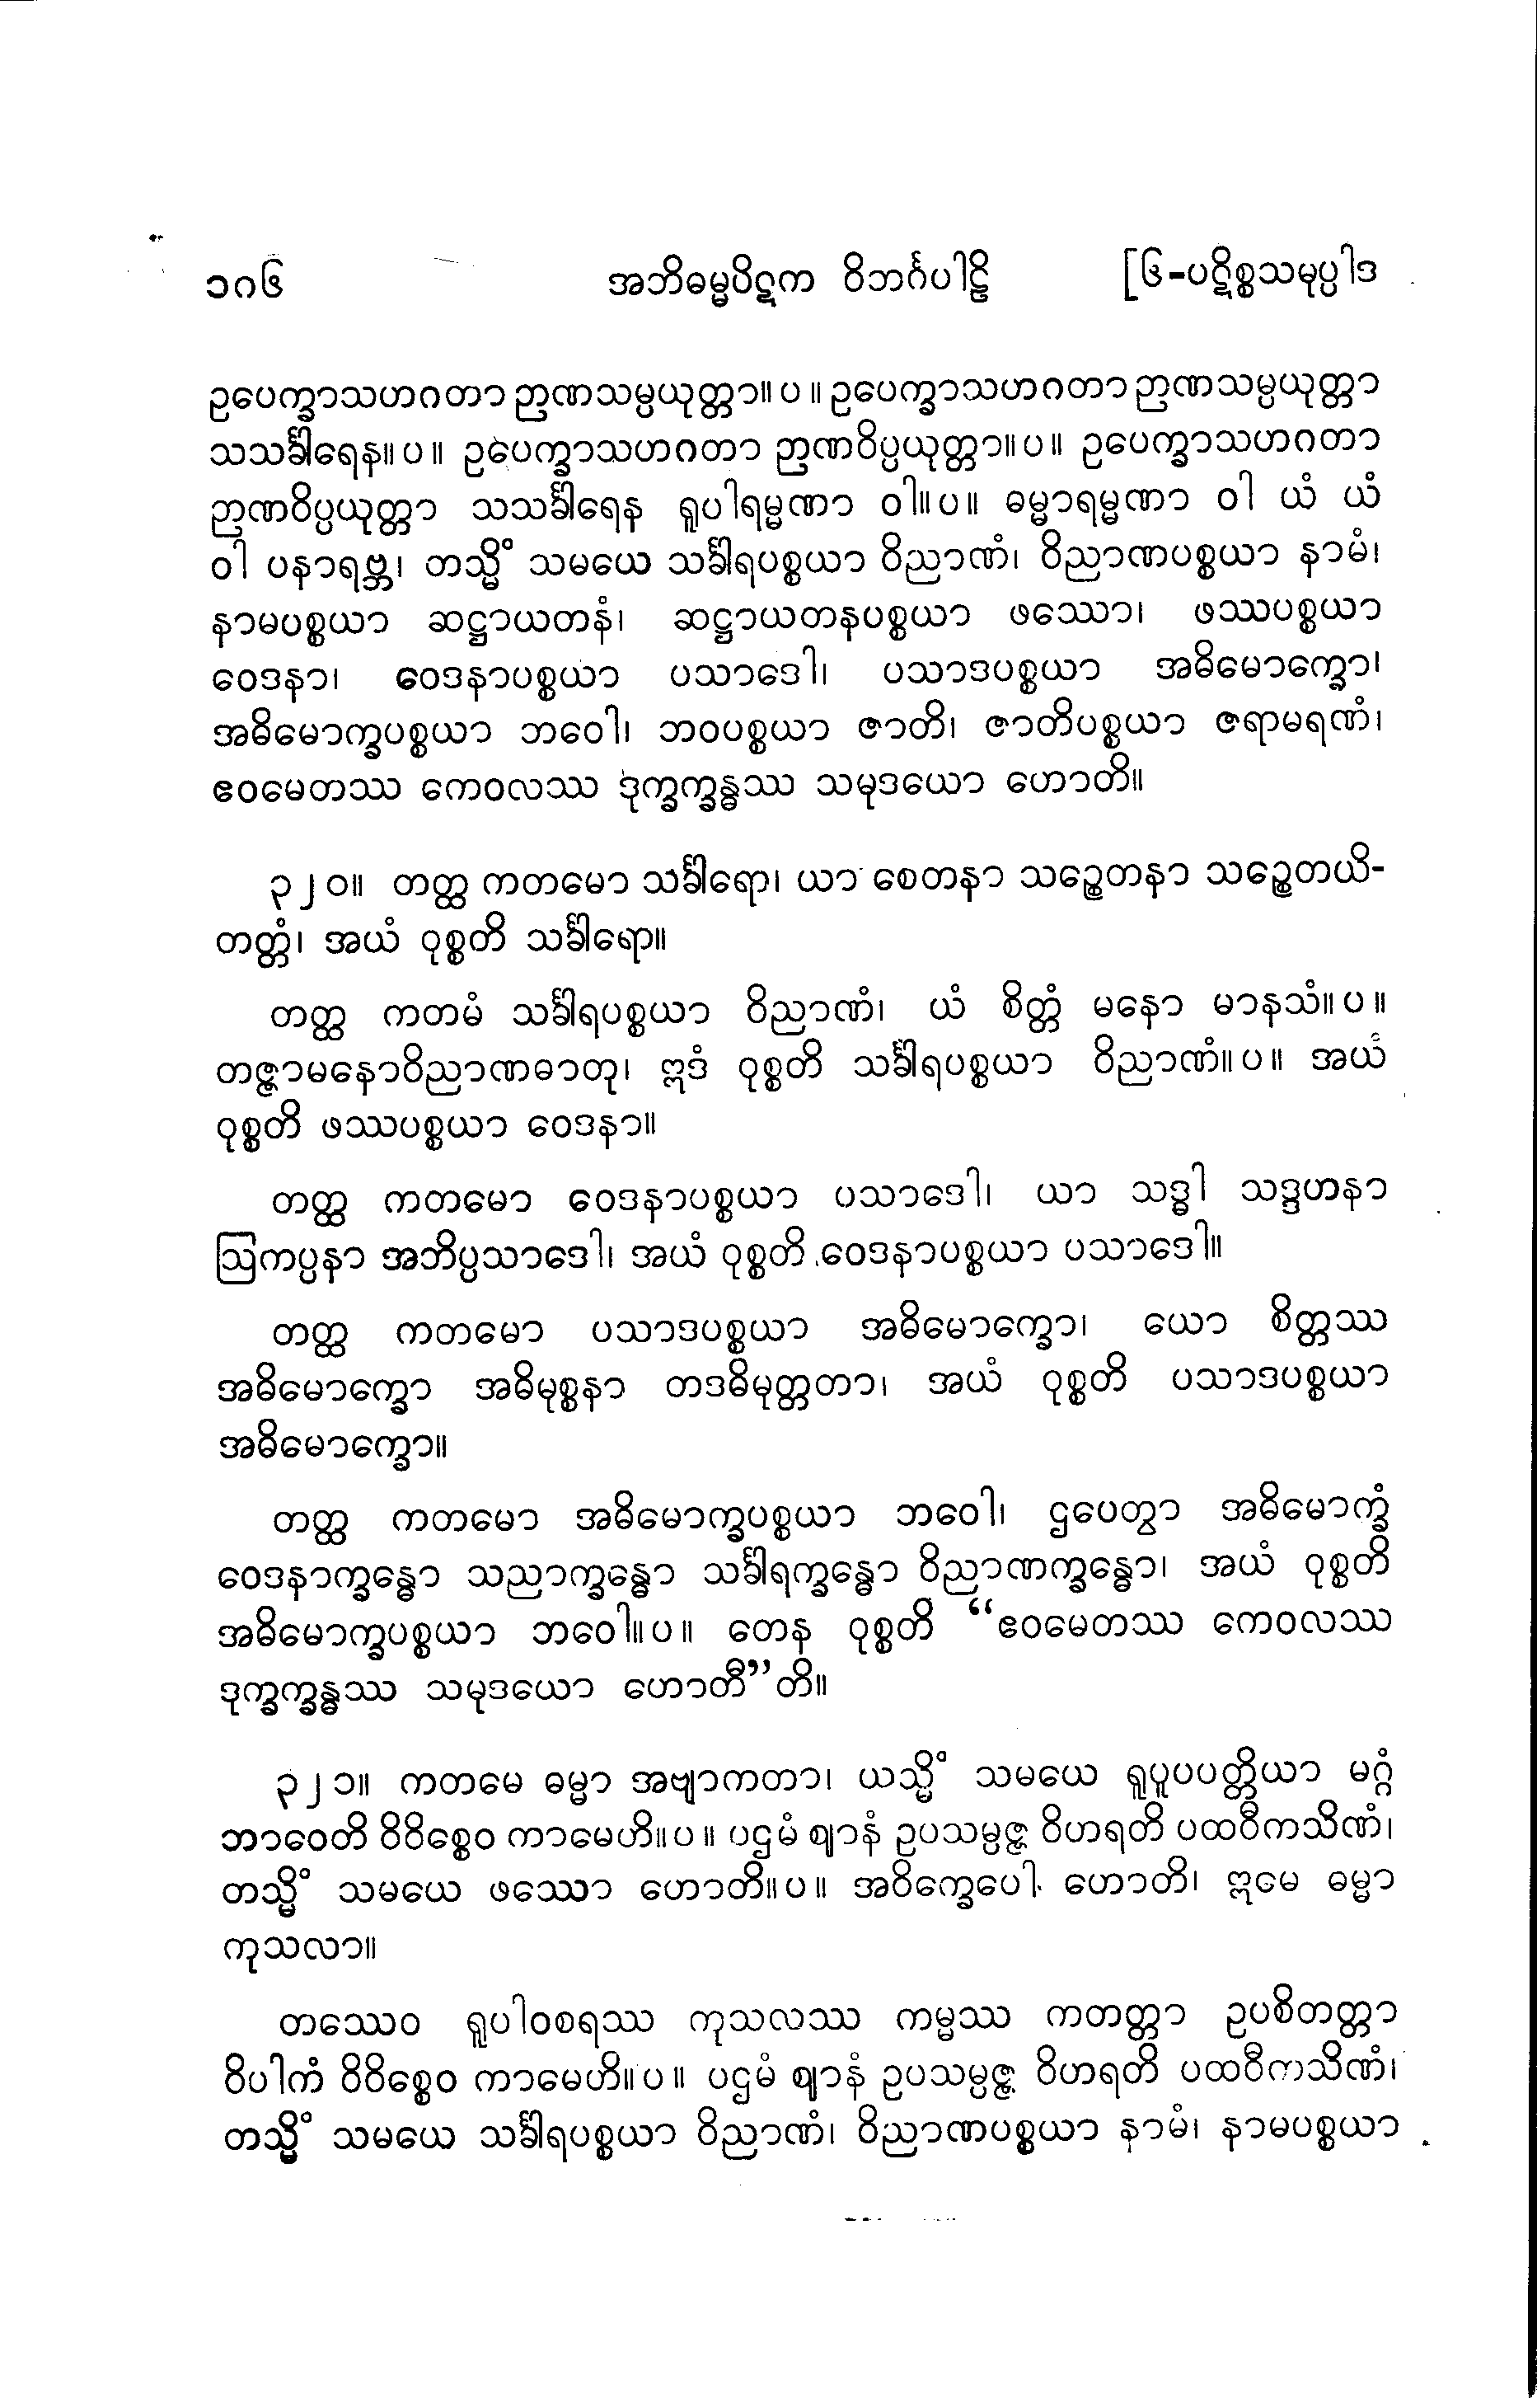 ၁၈၆ အဘိဓမ္မပိဋက ဝိဘင်္ဂပါဠိ [၆-ပဋိစ္စသမုပ္ပါဒ
ဥပေက္ခာသဟဂတာ ဉာဏသမ္ပယုတ္တာ။ ပ ။ ဥပေက္ခာသဟဂတာ ဉာဏသမ္ပယုတ္တာ
သသင်္ခါရေန။ ပ ။ ဥပေက္ခာသဟဂတာ ဉာဏဝိပ္ပယုတ္တာ။ ပ ။ ဥပေက္ခာသဟဂတာ
ဉာဏဝိပ္ပယုတ္တာ သသင်္ခါရေန ရူပါရမ္မဏာ ဝါ။ ပ ။ ဓမ္မာရမ္မဏာ ဝါ ယံ ယံ
ဝါ ပနာရဗ္ဘ၊ တသ္မိံ သမယေ သင်္ခါရပစ္စယာ ဝိညာဏံ၊ ဝိညာဏပစ္စယာ နာမံ၊
နာမပစ္စယာ ဆဋ္ဌာယတနံ၊ ဆဋ္ဌာယတနပစ္စယာ ဖဿော၊ ဖဿပစ္စယာ
ဝေဒနာ၊ ဝေဒနာပစ္စယာ ပသာဒေါ၊ ပသာဒပစ္စယာ အဓိမောက္ခော၊
အဓိမောက္ခပစ္စယာ ဘဝေါ၊ ဘဝပစ္စယာ ဇာတိ၊ ဇာတိပစ္စယာ ဇရာမရဏံ၊
ဧဝမေတဿ ကေဝလဿ ဒုက္ခက္ခန္ဓဿ သမုဒယော ဟောတိ။
၃၂၀။ တတ္ထ ကတမော သင်္ခါရော၊ ယာ စေတနာ သဉ္စေတနာ သဉ္စေတယိ-
တတ္တံ၊ အယံ ဝုစ္စတိ သင်္ခါရော။
တတ္ထ ကတမံ သင်္ခါရပစ္စယာ ဝိညာဏံ၊ ယံ စိတ္တံ မနော မာနသံ။ ပ ။
တဇ္ဇာမနောဝိညာဏဓာတု၊ ဣဒံ ဝုစ္စတိ သင်္ခါရပစ္စယာ ဝိညာဏံ။ ပ ။ အယံ
ဝုစ္စတိ ဖဿပစ္စယာ ဝေဒနာ။
တတ္ထ ကတမော ဝေဒနာပစ္စယာ ပသာဒေါ၊ ယာ သဒ္ဓါ သဒ္ဒဟနာ
ဩကပ္ပနာ အဘိပ္ပသာဒေါ၊ အယံ ဝုစ္စတိ ဝေဒနာပစ္စယာ ပသာဒေါ။
တတ္ထ ကတမော ပသာဒပစ္စယာ အဓိမောက္ခော၊ ယော စိတ္တဿ
အဓိမောက္ခော အဓိမုစ္စနာ တဒဓိမုတ္တတာ၊ အယံ ဝုစ္စတိ ပသာဒပစ္စယာ
အဓိမောက္ခော။
တတ္ထ ကတမော အဓိမောက္ခပစ္စယာ ဘဝေါ၊ ဌပေတွာ အဓိမောက္ခံ
ဝေဒနာက္ခန္ဓော သညာက္ခန္ဓော သင်္ခါရက္ခန္ဓော ဝိညာဏက္ခန္ဓော၊ အယံ ဝုစ္စတိ
အဓိမောက္ခပစ္စယာ ဘဝေါ။ ပ ။ တေန ဝုစ္စတိ “ဧဝမေတဿ ကေဝလဿ
ဒုက္ခက္ခန္ဓဿ သမုဒယော ဟောတီ”တိ။
၃၂၁။ ကတမေ ဓမ္မာ အဗျာကတာ၊ ယသ္မိံ သမယေ ရူပူပပတ္တိယာ မဂ္ဂံ
ဘာဝေတိ ဝိဝိစ္စေဝ ကာမေဟိ။ ပ ။ ပဌမံ ဈာနံ ဥပသမ္ပဇ္ဇ ဝိဟရတိ ပထဝီကသိဏံ၊
တသ္မိံ သမယေ ဖဿော ဟောတိ။ ပ ။ အဝိက္ခေပေါ ဟောတိ၊ ဣမေ ဓမ္မာ
ကုသလာ။
တဿေဝ ရူပါဝစရဿ ကုသလဿ ကမ္မဿ ကတတ္တာ ဥပစိတတ္တာ
ဝိပါကံ ဝိဝိစ္စေဝ ကာမေဟိ။ ပ ။ ပဌမံ ဈာနံ ဥပသမ္ပဇ္ဇ ဝိဟရတိ ပထဝီကသိဏံ၊
တသ္မိံ သမယေ သင်္ခါရပစ္စယာ ဝိညာဏံ၊ ဝိညာဏပစ္စယာ နာမံ၊ နာမပစ္စယာ